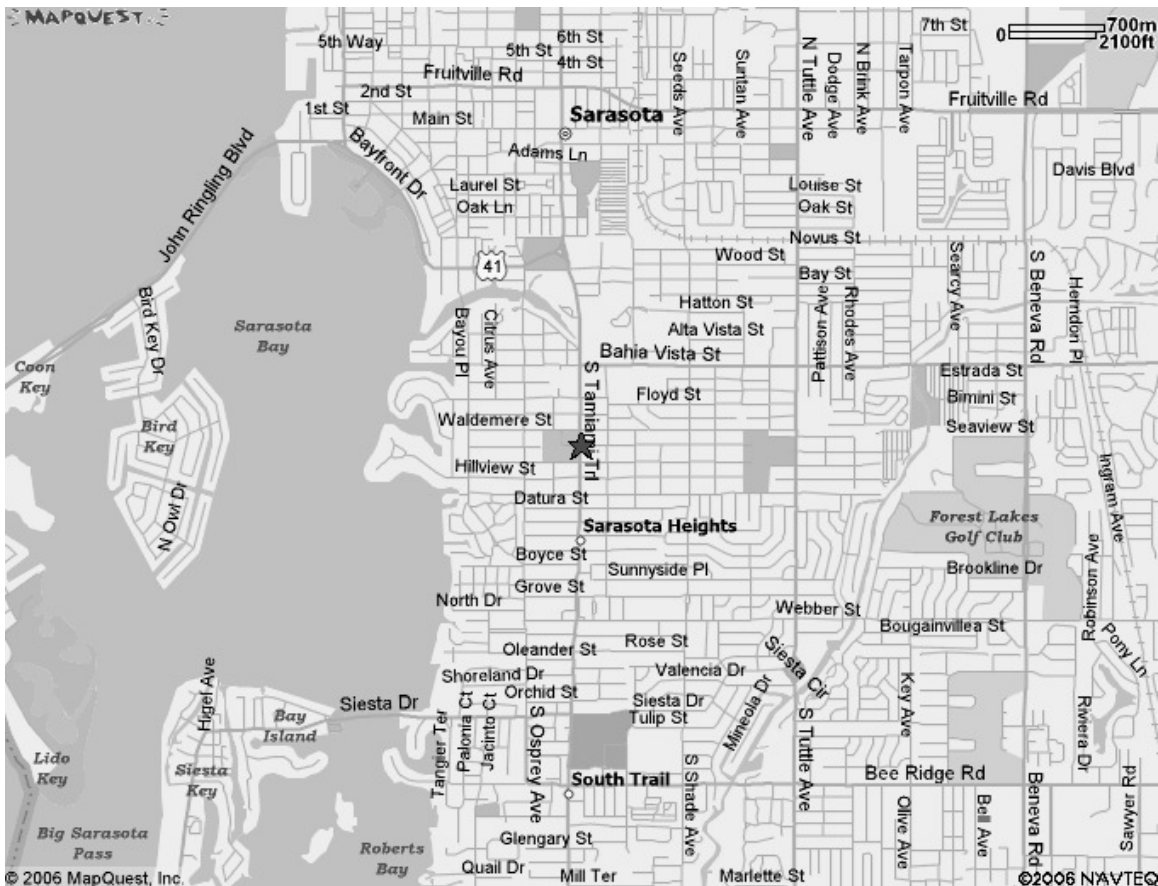 MAPQUEST
5th Way
6th St
5th St
4th St
7th St
0 700m
2100ft
Fruitville Rd
Seeds Ave
Suntan Ave
N Tuttle Ave
Dodge Ave
N Brink Ave
Tarpon Ave
2nd St
1st St
Main St
Sarasota
Fruitville Rd
John Ringling Blvd
Bayfront Dr
Adams Ln
Davis Blvd
Laurel St
Oak Ln
Louise St
Oak St
Novus St
Wood St
41
Bay St
Searcy Ave
S Beneva Rd
Herndon Pl
Bird Key Dr
Sarasota
Bay
Bayou Pl
Citrus Ave
Hatton St
Alta Vista St
Pattison Ave
Rhodes Ave
Bahia Vista St
Coon
Key
S Tamiami Trl
Estrada St
Floyd St
Bimini St
Waldemere St
Seaview St
Bird
Key
Hillview St
Ingram Ave
N Owl Dr
Datura St
Sarasota Heights
Forest Lakes
Golf Club
Boyce St
Sunnyside Pl
Brookline Dr
Robinson Ave
Grove St
North Dr
Webber St
Bougainvillea St
Rose St
Oleander St
Pony Ln
Siesta Cir
Shoreland Dr
Valencia Dr
Higel Ave
Orchid St
Siesta Dr
Siesta Dr
Tulip St
Mineola Dr
Key Ave
Riviera Dr
Bay
Island
Tangier Ter
Palonia Ct
Jacinto Ct
S Osprey Ave
S Tuttle Ave
Lido
Key
Siesta
Key
South Trail
S Shade Ave
Bee Ridge Rd
Beneva Rd
Sawyer Rd
Olive Ave
Bell Ave
Big Sarasota
Pass
Roberts
Bay
Glengary St
Quail Dr
Mill Ter
Marlette St
© 2006 MapQuest, Inc.
©2006 NAVTEQ